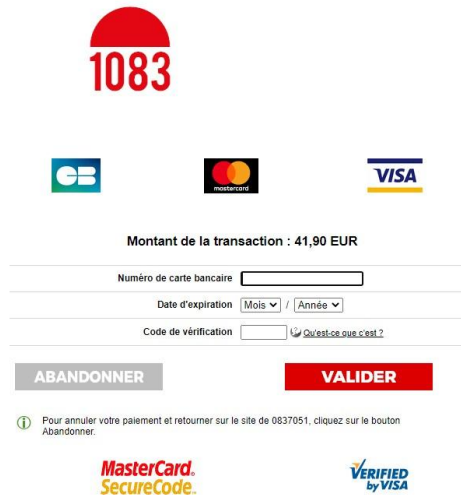 1083
CB
mastercard
VISA
Montant de la transaction : 41,90 EUR
Numéro de carte bancaire
Date d'expiration Mois / Année
Code de vérification Qu'est-ce que c'est ?
ABANDONNER VALIDER
Pour annuler votre paiement et retourner sur le site de 0837051, cliquez sur le bouton
Abandonner.
MasterCard.
SecureCode.
VERIFIED
by VISA